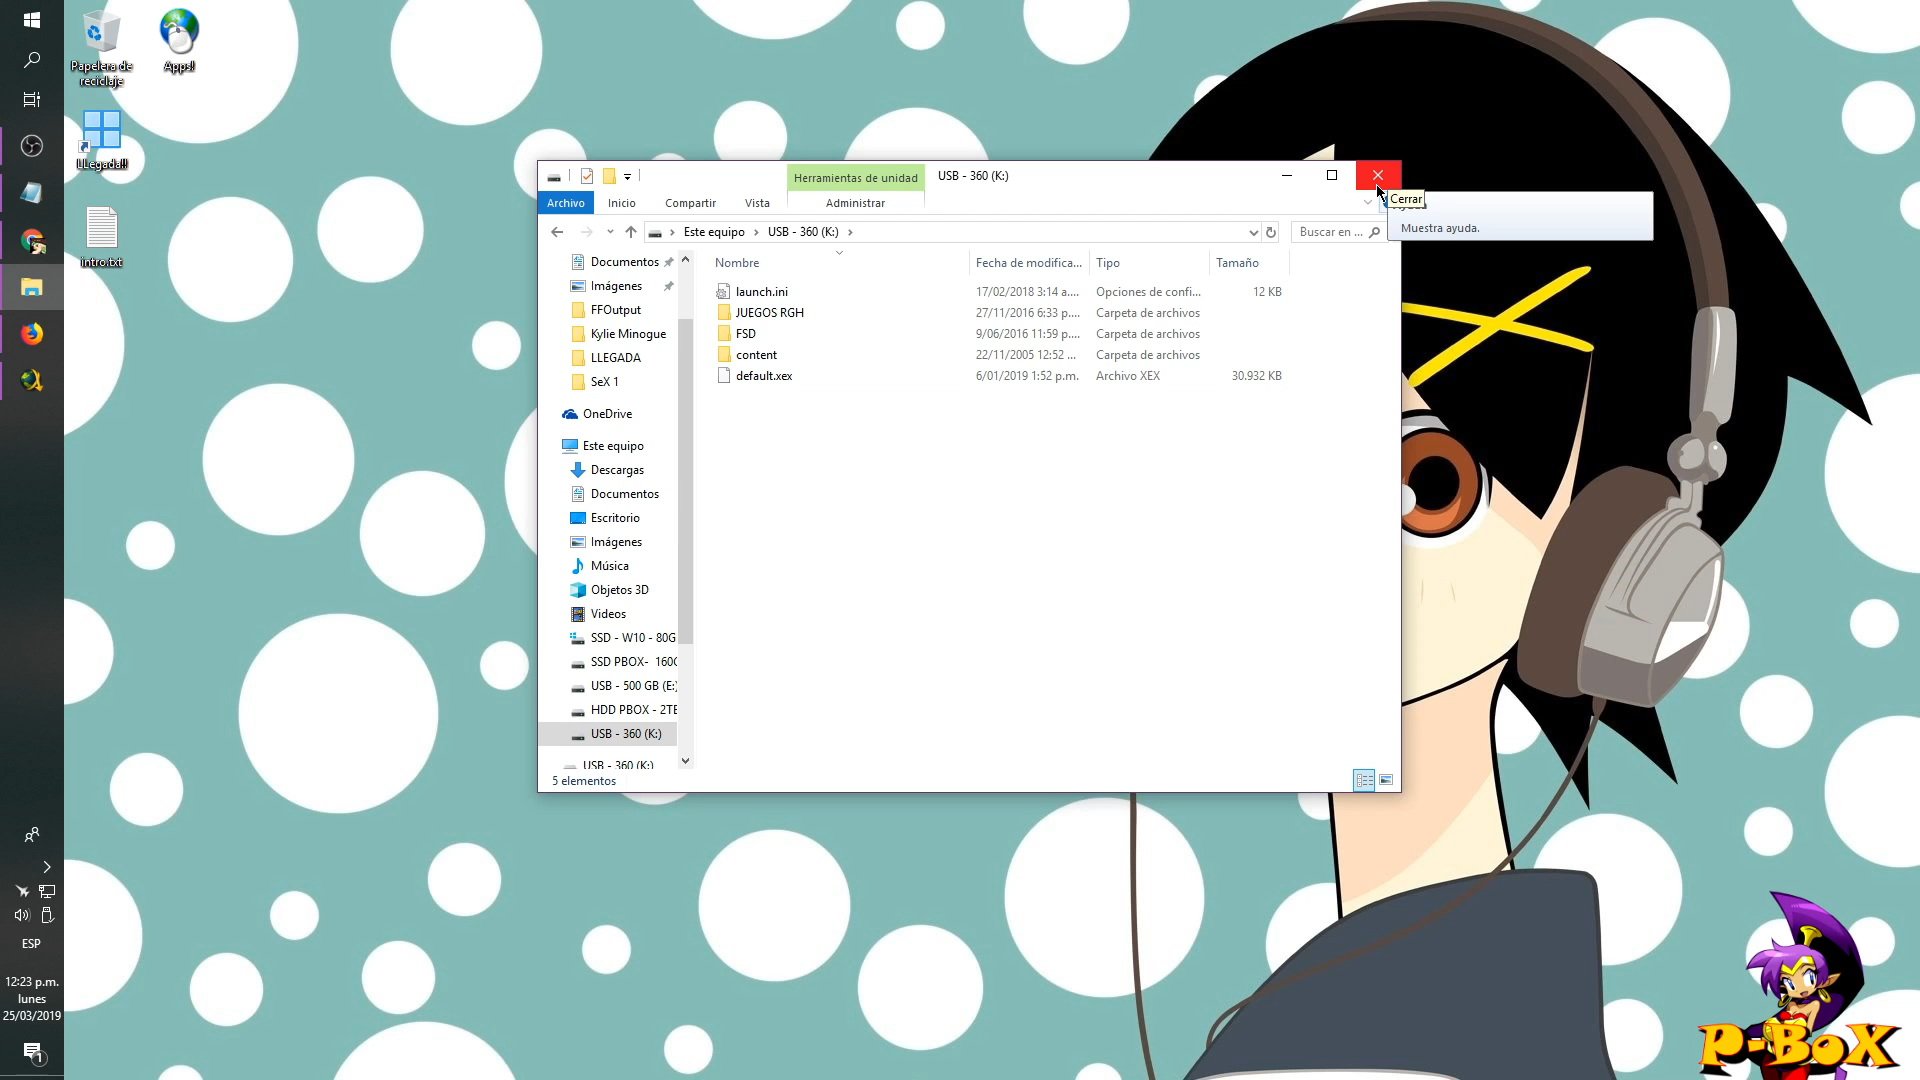 Papelera de reciclaje
Apps!
LLegada!!
intro.txt
Herramientas de unidad
USB - 360 (K:)
Archivo
Inicio
Compartir
Vista
Administrar
Cerrar
Muestra ayuda.
Este equipo
USB - 360 (K:)
Buscar en ...
Nombre
Fecha de modifica...
Tipo
Tamaño
launch.ini
17/02/2018 3:14 a....
Opciones de confi...
12 KB
JUEGOS RGH
27/11/2016 6:33 p....
Carpeta de archivos
FSD
9/06/2016 11:59 p....
Carpeta de archivos
content
22/11/2005 12:52 ...
Carpeta de archivos
default.xex
6/01/2019 1:52 p.m.
Archivo XEX
30.932 KB
Documentos
Imágenes
FFOutput
Kylie Minogue
LLEGADA
SeX 1
OneDrive
Este equipo
Descargas
Documentos
Escritorio
Imágenes
Música
Objetos 3D
Videos
SSD - W10 - 80G
SSD PBOX- 160G
USB - 500 GB (E:)
HDD PBOX - 2TB
USB - 360 (K:)
USB - 360 (K:)
5 elementos
ESP
12:23 p.m.
lunes
25/03/2019
1
P-BoX